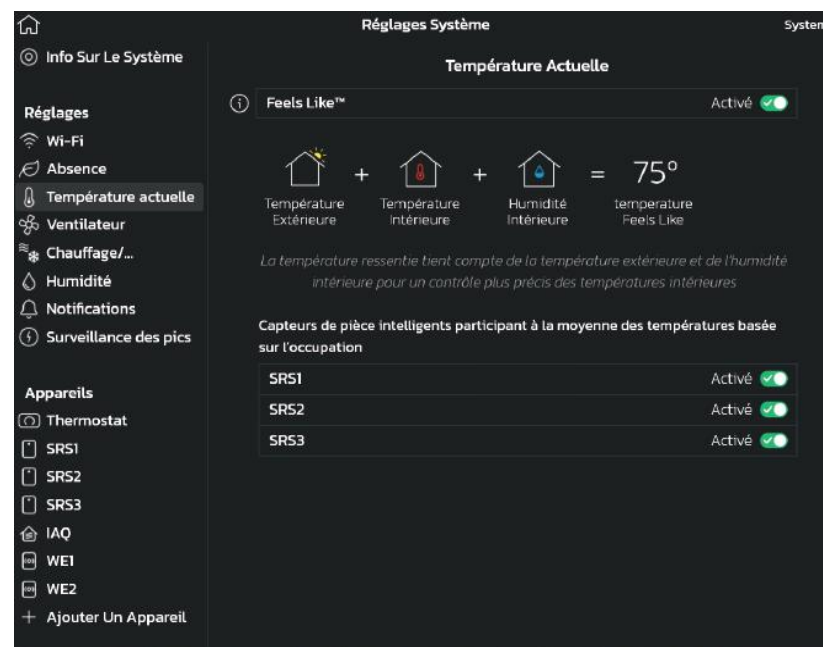 Réglages Système
System
Info Sur Le Système
Réglages
Wi-Fi
Absence
Température actuelle
Ventilateur
Chauffage/...
Humidité
Notifications
Surveillance des pics
Appareils
Thermostat
SRS1
SRS2
SRS3
IAQ
WE1
WE2
+ Ajouter Un Appareil
Température Actuelle
Feels Like™ Activé
+ + = 75°
Température Extérieure
Température Intérieure
Humidité Intérieure
temperature Feels Like
La température ressentie tient compte de la température extérieure et de l'humidité
intérieure pour un contrôle plus précis des températures intérieures
Capteurs de pièce intelligents participant à la moyenne des températures basée
sur l'occupation
SRS1 Activé
SRS2 Activé
SRS3 Activé